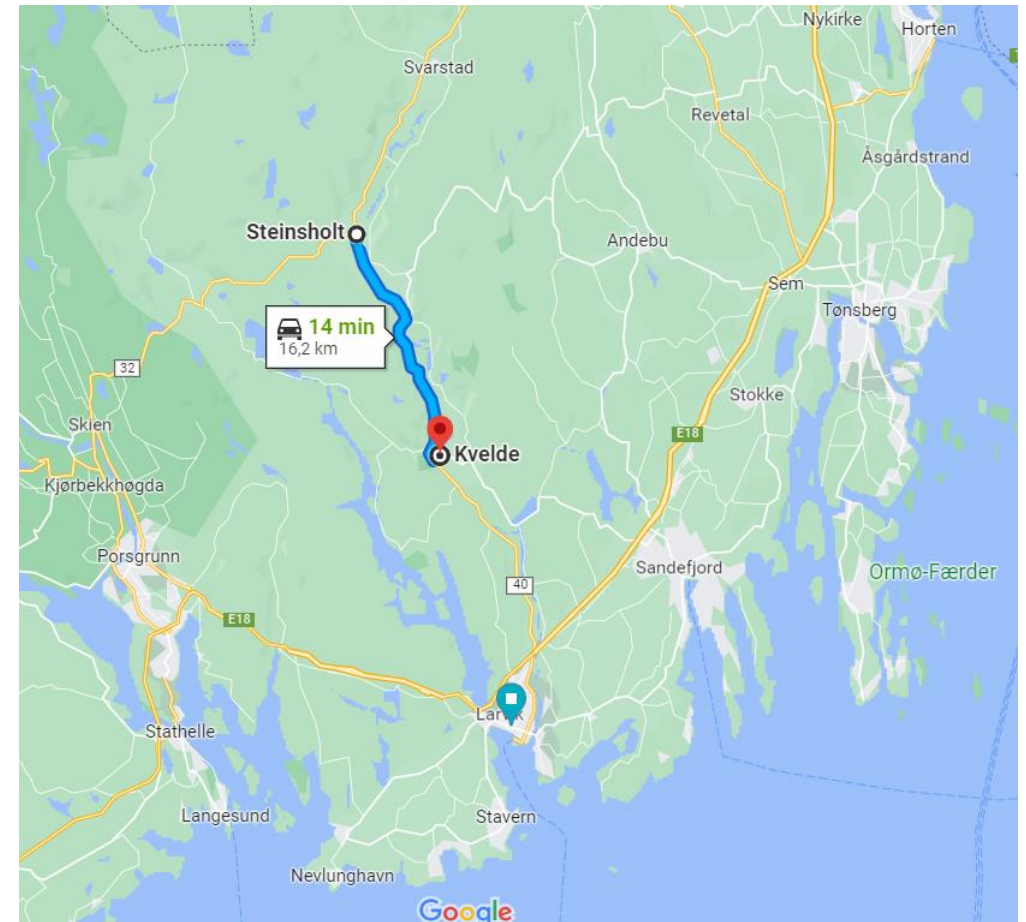 Nykirke
Horten
Svarstad
Revetal
Åsgårdstrand
Steinsholt
Andebu
Sem
Tønsberg
14 min
16,2 km
32
Stokke
Skien
E18
Kvelde
Kjørbekkhøgda
Porsgrunn
Sandefjord
Ormø-Færder
40
E18
Larvik
Stathelle
Langesund
Stavern
Nevlunghavn
Google